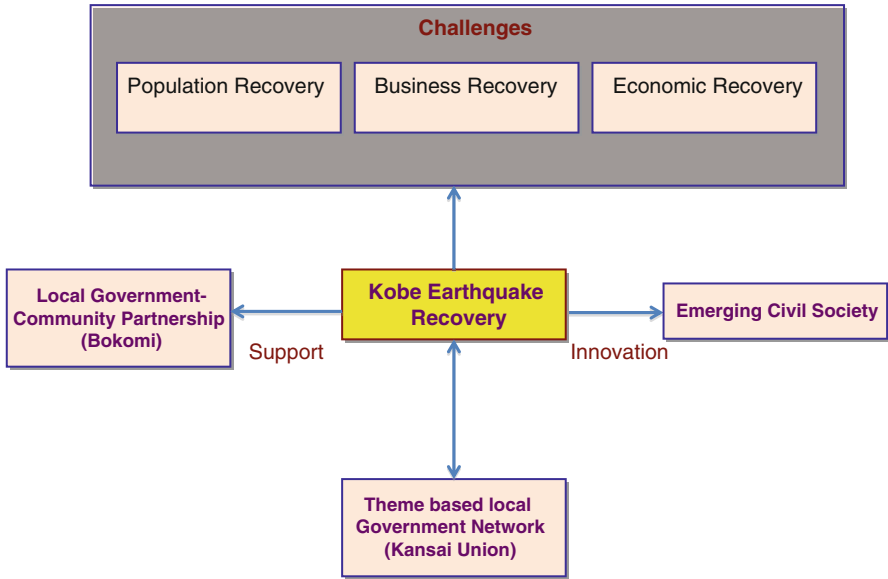 Challenges
Population Recovery
Business Recovery
Economic Recovery
Local Government-
Community Partnership
(Bokomi)
Support
Kobe Earthquake
Recovery
Innovation
Emerging Civil Society
Theme based local
Government Network
(Kansai Union)